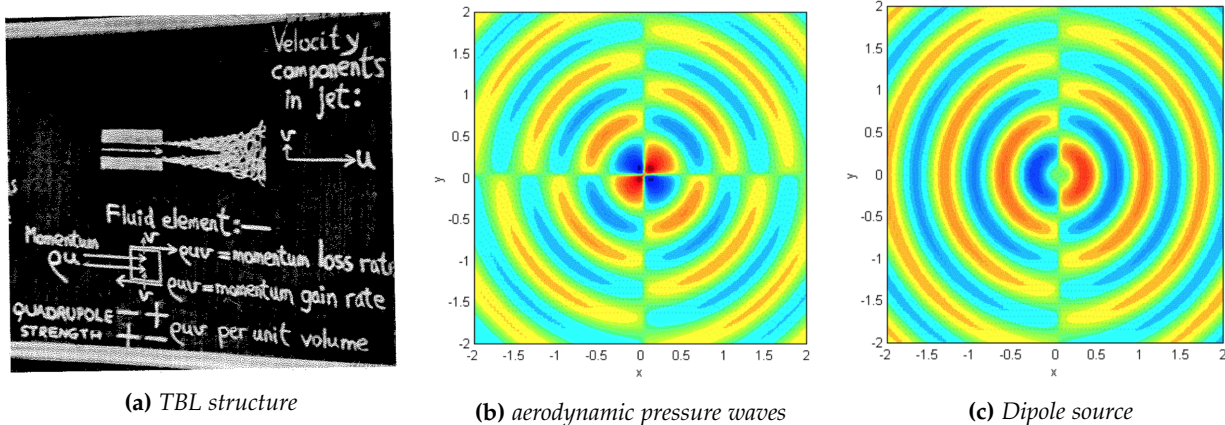 Velocity
components
in jet:
v
u
Fluid element:—
Momentum
ρu
v
ρuv=momentum loss rate
v
ρuv=momentum gain rate
QUADRUPOLE − +
STRENGTH + − ρuv per unit volume
(a) TBL structure
2
1.5
1
0.5
0
-0.5
-1
-1.5
-2
y
-2 -1.5 -1 -0.5 0 0.5 1 1.5 2
x
(b) aerodynamic pressure waves
2
1.5
1
0.5
0
-0.5
-1
-1.5
-2
y
-2 -1.5 -1 -0.5 0 0.5 1 1.5 2
x
(c) Dipole source